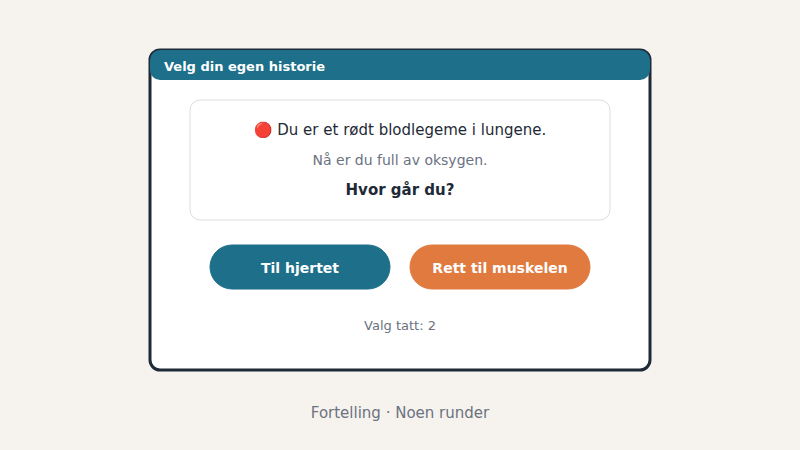 Velg din egen historie
🔴 Du er et rødt blodlegeme i lungene.
Nå er du full av oksygen.
Hvor går du?
Til hjertet
Rett til muskelen
Valg tatt: 2
Fortelling · Noen runder